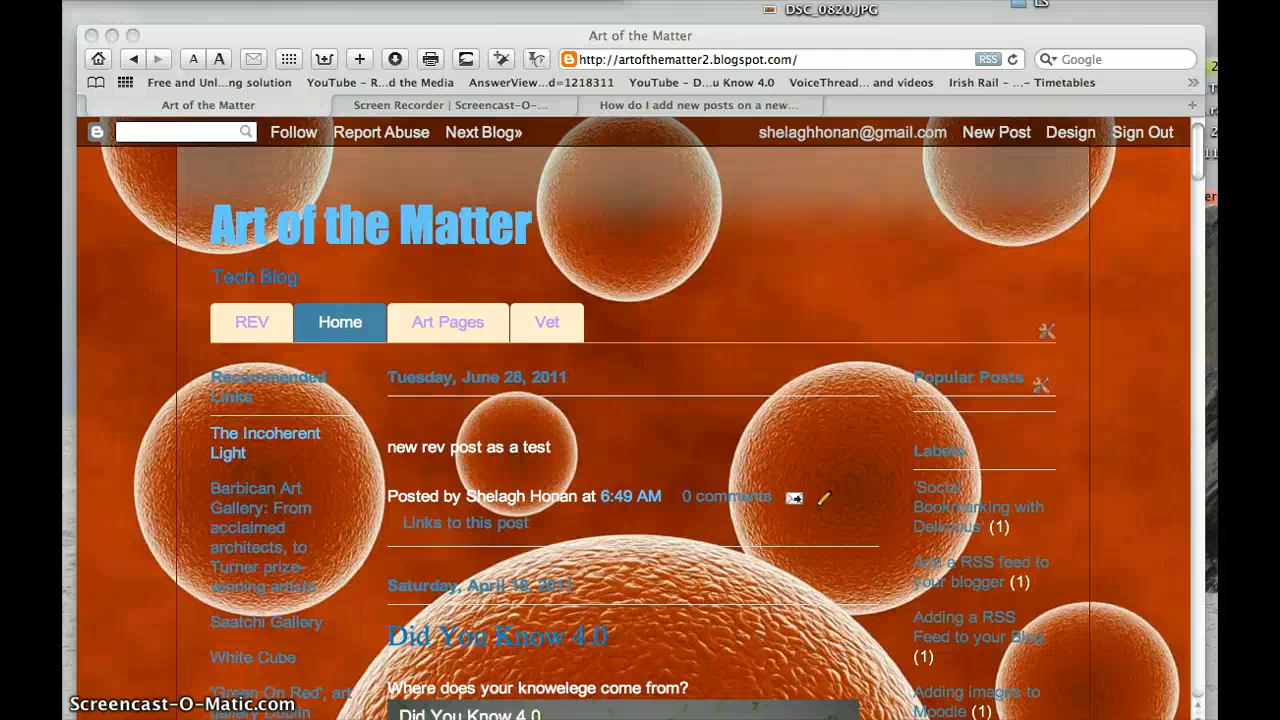 DSC_0820.JPG
LS
Art of the Matter
A A
http://artofthematter2.blogspot.com/
RSS
Google
Free and Unl...ng solution YouTube - R...d the Media AnswerView...d=1218311 YouTube - D...u Know 4.0 VoiceThread... and videos Irish Rail -...- Timetables
Art of the Matter Screen Recorder | Screencast-O-... How do I add new posts on a new...
Follow Report Abuse Next Blog» shelaghhonan@gmail.com New Post Design Sign Out
Art of the Matter
Tech Blog
REV Home Art Pages Vet
Recommended
Links
The Incoherent
Light
Barbican Art
Gallery: From
acclaimed
architects, to
Turner prize-
winning artists
Saatchi Gallery
White Cube
'Green On Red', art
gallery Dublin
Tuesday, June 28, 2011
new rev post as a test
Posted by Shelagh Honan at 6:49 AM 0 comments
Links to this post
Saturday, April 16, 2011
Did You Know 4.0
Where does your knowelege come from?
Did You Know 4.0
Popular Posts
Labels
'Social
Bookmarking with
Delicious' (1)
Add a RSS feed to
your blogger (1)
Adding a RSS
Feed to your Blog
(1)
Adding images to
Moodle (1)
Screencast-O-Matic.com